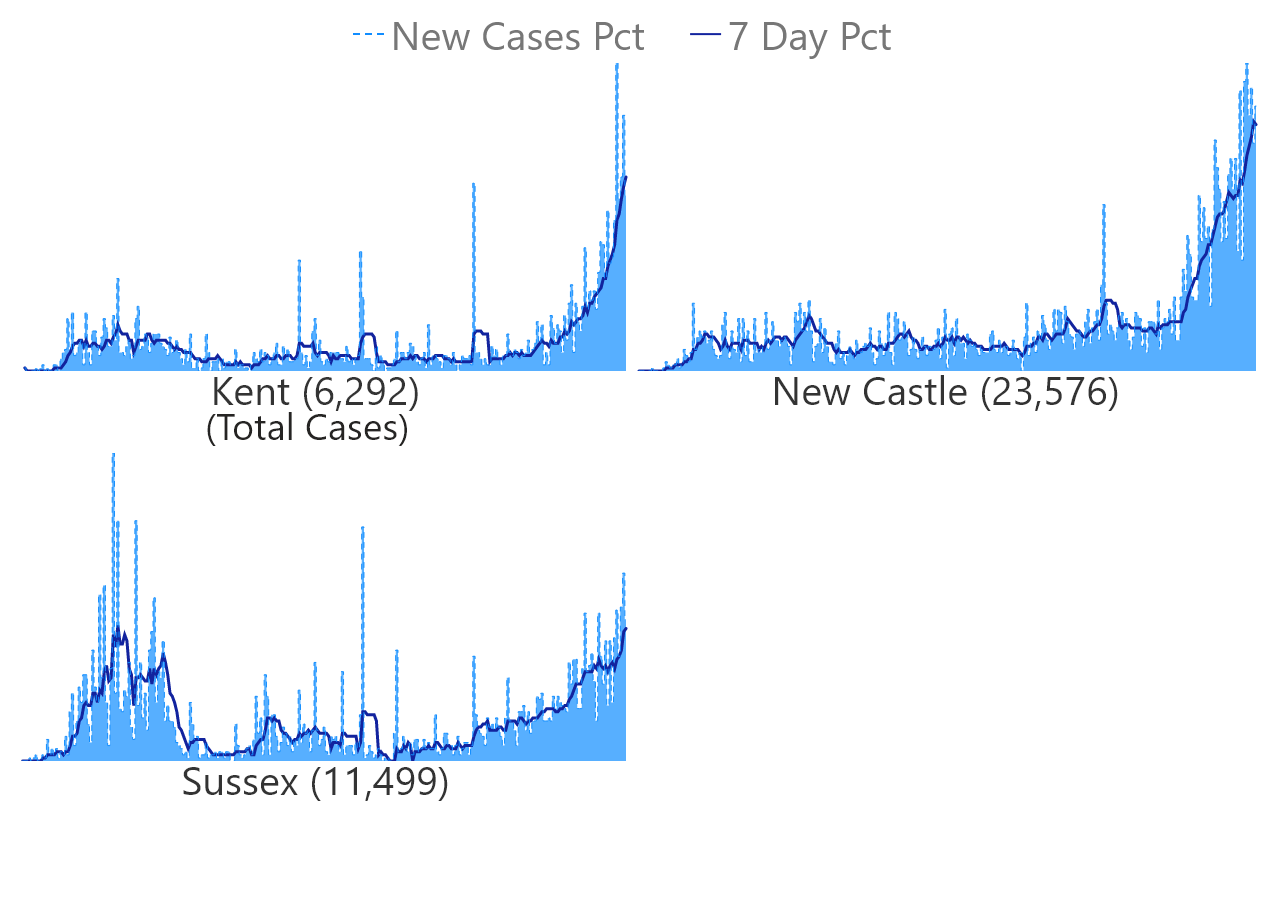 New Cases Pct 7 Day Pct
Kent (6,292)
(Total Cases)
New Castle (23,576)
Sussex (11,499)